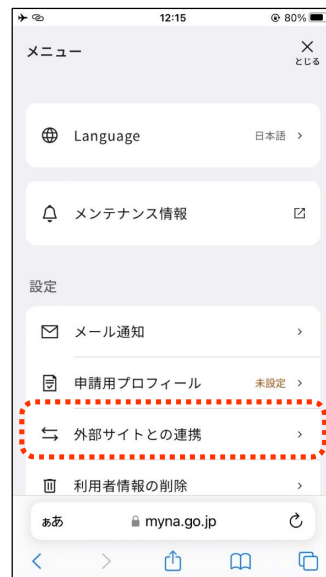 12:15 80%
メニュー
とじる
Language 日本語
メンテナンス情報
設定
メール通知
申請用プロフィール 未設定
外部サイトとの連携
利用者情報の削除
ぁあ myna.go.jp